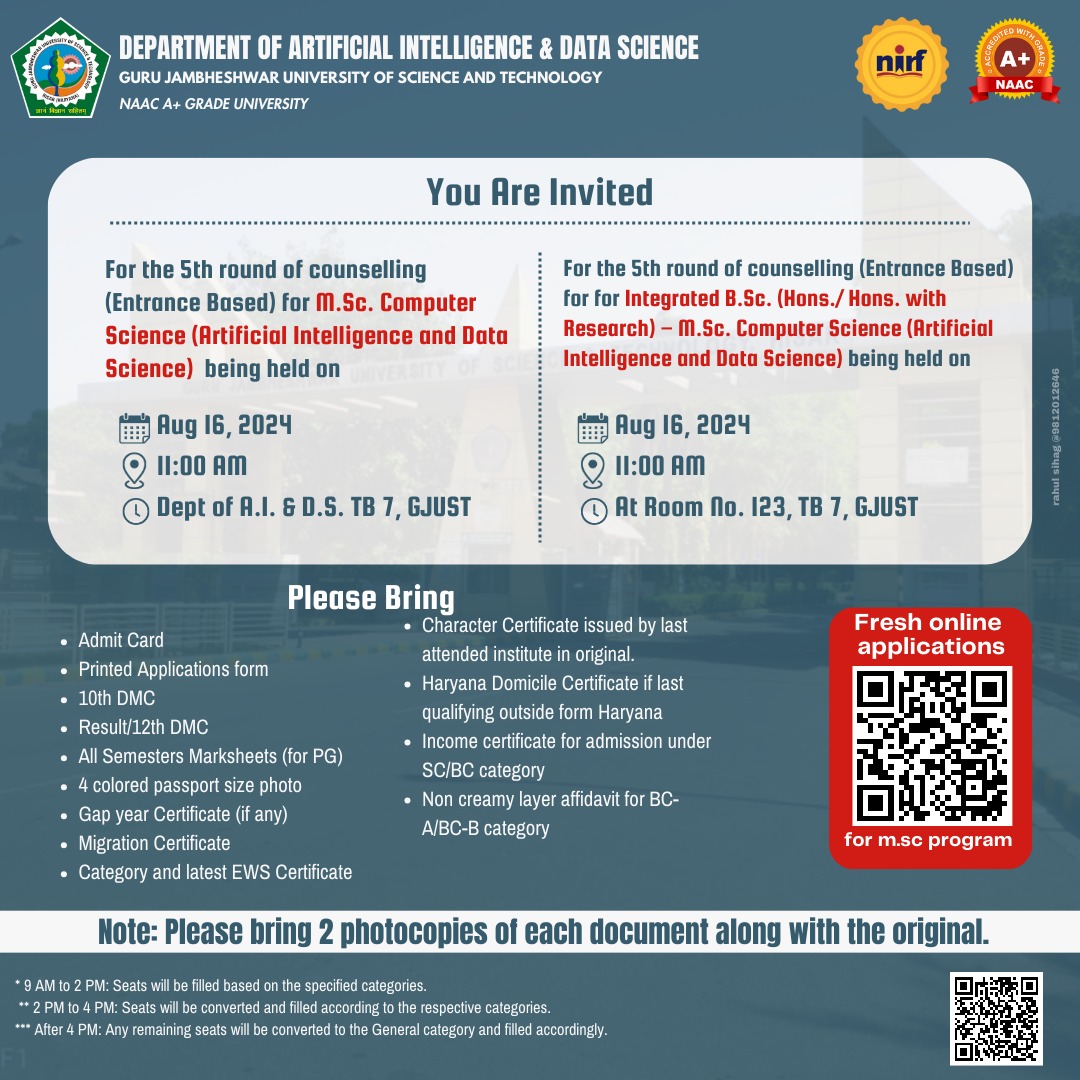 DEPARTMENT OF ARTIFICIAL INTELLIGENCE & DATA SCIENCE
GURU JAMBHESHWAR UNIVERSITY OF SCIENCE AND TECHNOLOGY
NAAC A+ GRADE UNIVERSITY
nirf
ACCREDITED WITH GRADE
A+
NAAC
You Are Invited
For the 5th round of counselling
(Entrance Based) for M.Sc. Computer
Science (Artificial Intelligence and Data
Science) being held on
Aug 16, 2024
11:00 AM
Dept of A.I. & D.S. TB 7, GJUST
For the 5th round of counselling (Entrance Based)
for for Integrated B.Sc. (Hons./ Hons. with
Research) – M.Sc. Computer Science (Artificial
Intelligence and Data Science) being held on
Aug 16, 2024
11:00 AM
At Room No. 123, TB 7, GJUST
rahul sihag @9812012646
Please Bring
• Admit Card
• Printed Applications form
• 10th DMC
• Result/12th DMC
• All Semesters Marksheets (for PG)
• 4 colored passport size photo
• Gap year Certificate (if any)
• Migration Certificate
• Category and latest EWS Certificate
• Character Certificate issued by last
attended institute in original.
• Haryana Domicile Certificate if last
qualifying outside form Haryana
• Income certificate for admission under
SC/BC category
• Non creamy layer affidavit for BC-
A/BC-B category
Fresh online
applications
for m.sc program
Note: Please bring 2 photocopies of each document along with the original.
* 9 AM to 2 PM: Seats will be filled based on the specified categories.
** 2 PM to 4 PM: Seats will be converted and filled according to the respective categories.
*** After 4 PM: Any remaining seats will be converted to the General category and filled accordingly.
F1